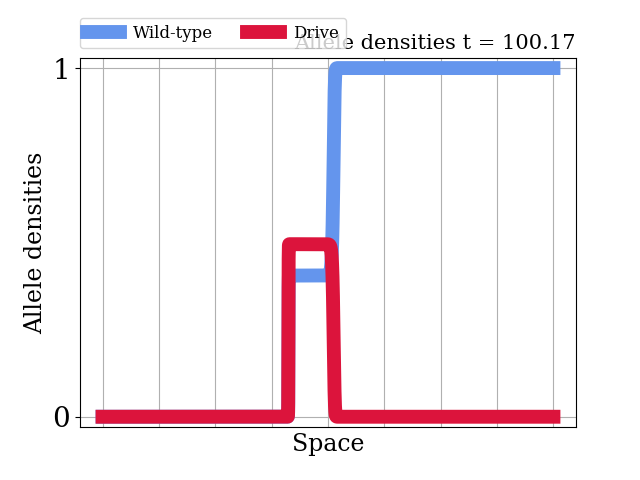 Wild-type Drive
Allele densities t = 100.17
1
Allele densities
0
Space